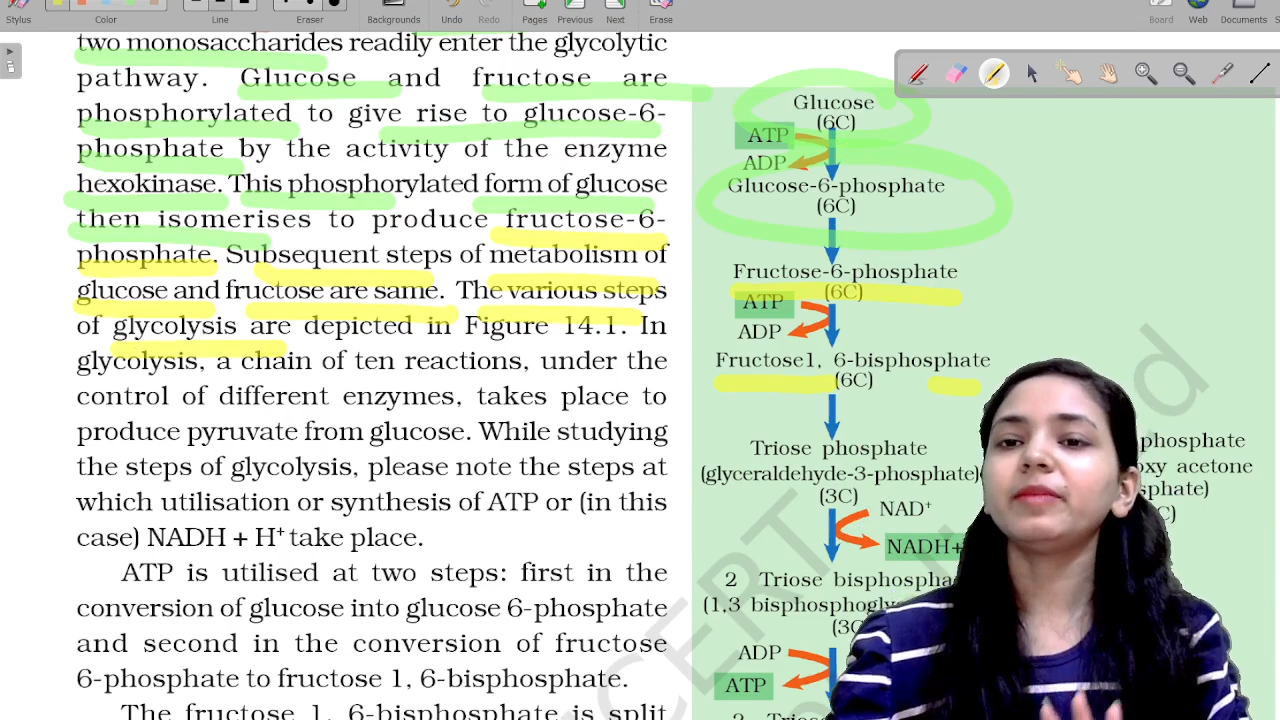 Stylus Color Line Eraser Backgrounds Undo Redo Pages Previous Next Erase Board Web Documents
two monosaccharides readily enter the glycolytic
pathway. Glucose and fructose are
phosphorylated to give rise to glucose-6-
phosphate by the activity of the enzyme
hexokinase. This phosphorylated form of glucose
then isomerises to produce fructose-6-
phosphate. Subsequent steps of metabolism of
glucose and fructose are same. The various steps
of glycolysis are depicted in Figure 14.1. In
glycolysis, a chain of ten reactions, under the
control of different enzymes, takes place to
produce pyruvate from glucose. While studying
the steps of glycolysis, please note the steps at
which utilisation or synthesis of ATP or (in this
case) NADH + H⁺ take place.
ATP is utilised at two steps: first in the
conversion of glucose into glucose 6-phosphate
and second in the conversion of fructose
6-phosphate to fructose 1, 6-bisphosphate.
The fructose 1, 6-bisphosphate is split
Glucose
(6C)
ATP
ADP
Glucose-6-phosphate
(6C)
Fructose-6-phosphate
(6C)
ATP
ADP
Fructose1, 6-bisphosphate
(6C)
Triose phosphate
(glyceraldehyde-3-phosphate)
(3C)
phosphate
oxy acetone
sphate)
C)
NAD⁺
NADH+
2 Triose bisphospha
(1,3 bisphosphogly
(3C
ADP
ATP
NCERT